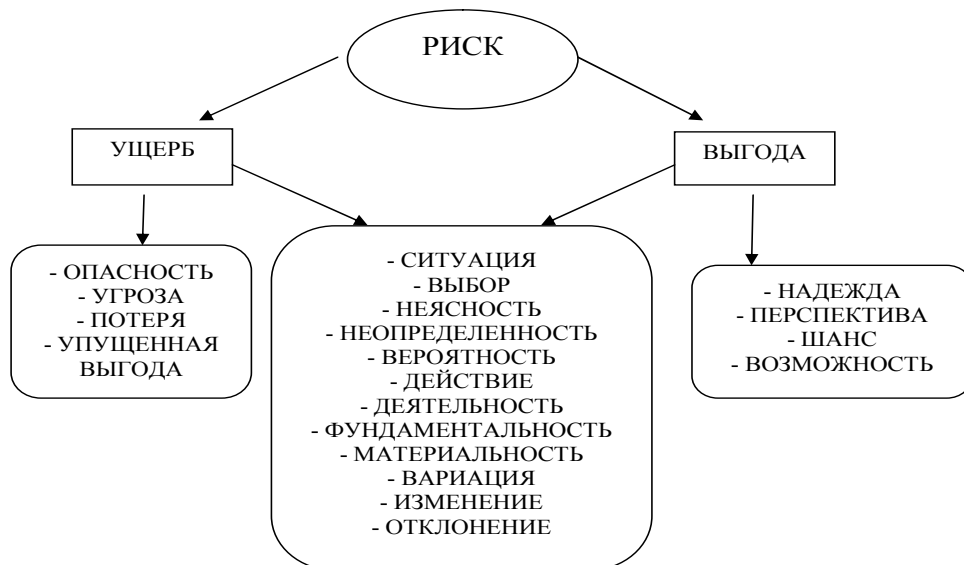 РИСК
УЩЕРБ
ВЫГОДА
- ОПАСНОСТЬ
- УГРОЗА
- ПОТЕРЯ
- УПУЩЕННАЯ
ВЫГОДА
- СИТУАЦИЯ
- ВЫБОР
- НЕЯСНОСТЬ
- НЕОПРЕДЕЛЕННОСТЬ
- ВЕРОЯТНОСТЬ
- ДЕЙСТВИЕ
- ДЕЯТЕЛЬНОСТЬ
- ФУНДАМЕНТАЛЬНОСТЬ
- МАТЕРИАЛЬНОСТЬ
- ВАРИАЦИЯ
- ИЗМЕНЕНИЕ
- ОТКЛОНЕНИЕ
- НАДЕЖДА
- ПЕРСПЕКТИВА
- ШАНС
- ВОЗМОЖНОСТЬ